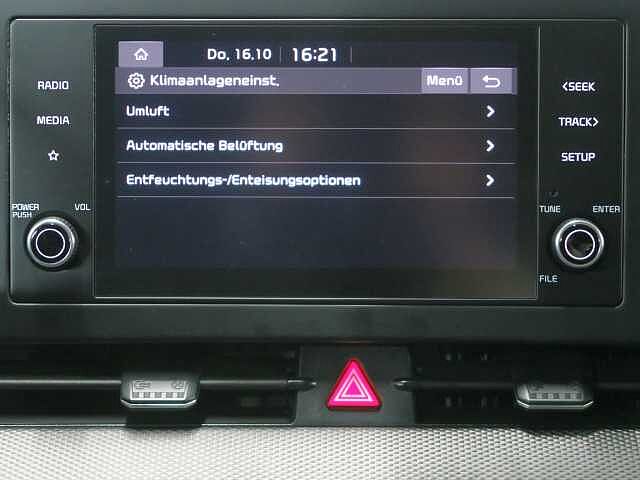 Do. 16.10 16:21
Klimaanlageneinst. Menü
Umluft
Automatische Belüftung
Entfeuchtungs-/Enteisungsoptionen
RADIO
MEDIA
POWER
PUSH
VOL
<SEEK
TRACK>
SETUP
TUNE
ENTER
FILE